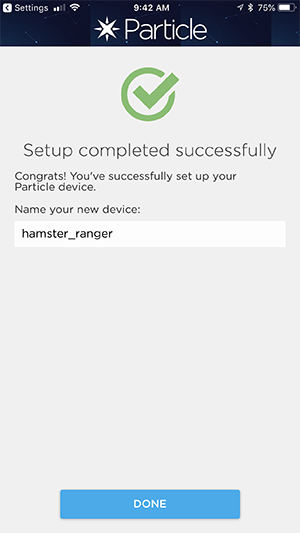 Settings 9:42 AM 75%
Particle
Setup completed successfully
Congrats! You've successfully set up your
Particle device.
Name your new device:
hamster_ranger
DONE